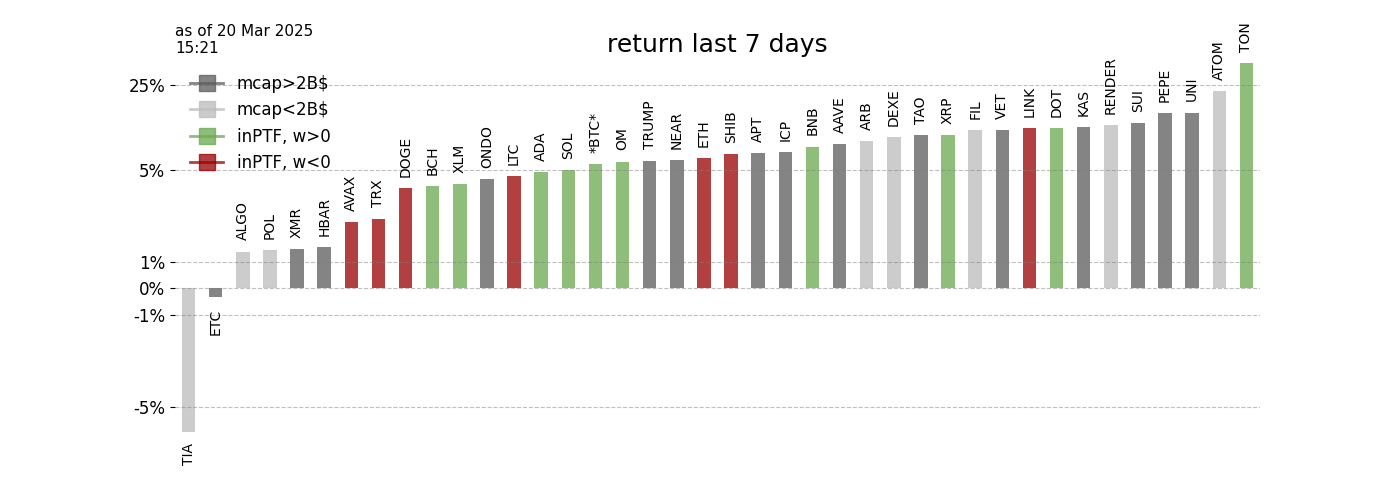 as of 20 Mar 2025
15:21
return last 7 days
mcap>2B$
mcap<2B$
inPTF, w>0
inPTF, w<0
25%
5%
1%
0%
-1%
-5%
TIA
ETC
ALGO
POL
XMR
HBAR
AVAX
TRX
DOGE
BCH
XLM
ONDO
LTC
ADA
SOL
*BTC*
OM
TRUMP
NEAR
ETH
SHIB
APT
ICP
BNB
AAVE
ARB
DEXE
TAO
XRP
FIL
VET
LINK
DOT
KAS
RENDER
SUI
PEPE
UNI
ATOM
TON